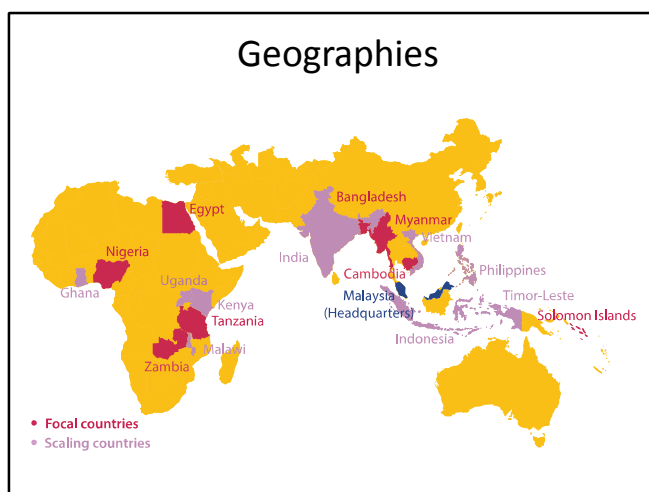 Geographies
Bangladesh
Egypt
Myanmar
Vietnam
Nigeria
India
Ghana
Uganda
Cambodia
Philippines
Kenya
Malaysia
(Headquarters)
Timor-Leste
Tanzania
Solomon Islands
Indonesia
Malawi
Zambia
• Focal countries
• Scaling countries